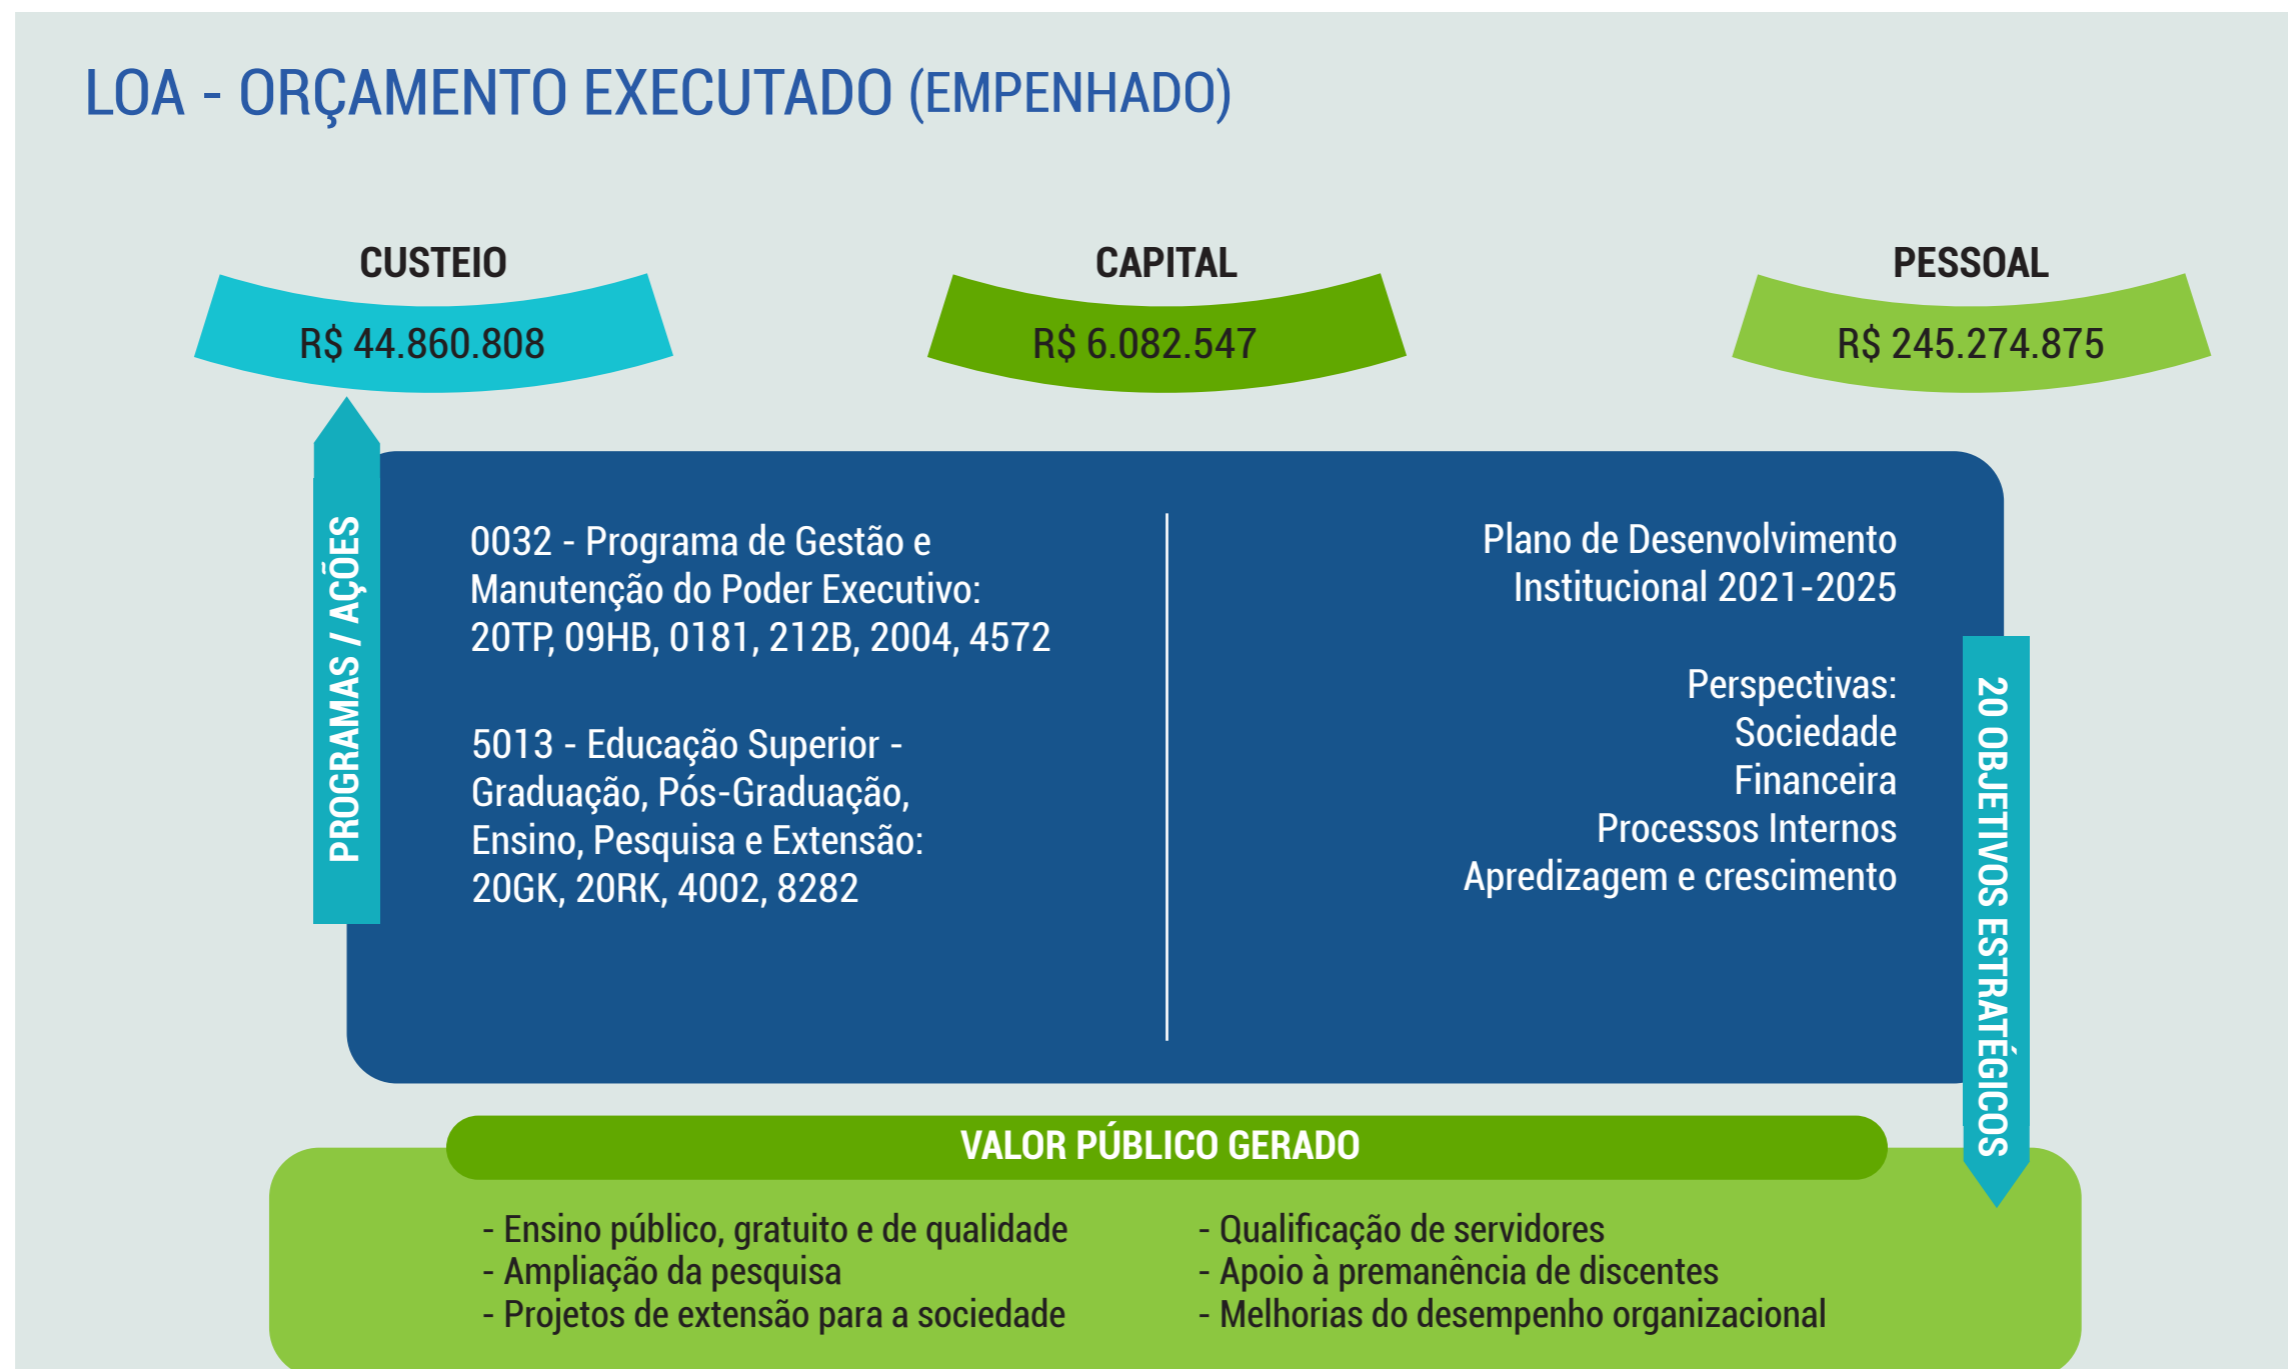 LOA - ORÇAMENTO EXECUTADO (EMPENHADO)
CUSTEIO
R$ 44.860.808
CAPITAL
R$ 6.082.547
PESSOAL
R$ 245.274.875
PROGRAMAS / AÇÕES
0032 - Programa de Gestão e
Manutenção do Poder Executivo:
20TP, 09HB, 0181, 212B, 2004, 4572
5013 - Educação Superior -
Graduação, Pós-Graduação,
Ensino, Pesquisa e Extensão:
20GK, 20RK, 4002, 8282
Plano de Desenvolvimento
Institucional 2021-2025
Perspectivas:
Sociedade
Financeira
Processos Internos
Apredizagem e crescimento
20 OBJETIVOS ESTRATÉGICOS
VALOR PÚBLICO GERADO
- Ensino público, gratuito e de qualidade
- Ampliação da pesquisa
- Projetos de extensão para a sociedade
- Qualificação de servidores
- Apoio à premanência de discentes
- Melhorias do desempenho organizacional